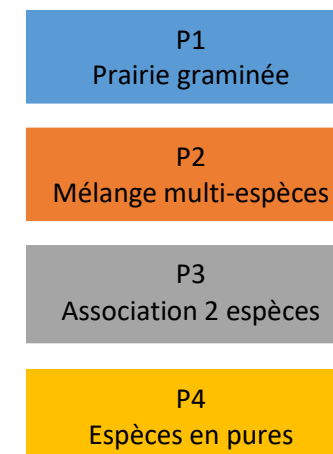 P1
Prairie graminée
P2
Mélange multi-espèces
P3
Association 2 espèces
P4
Espèces en pures